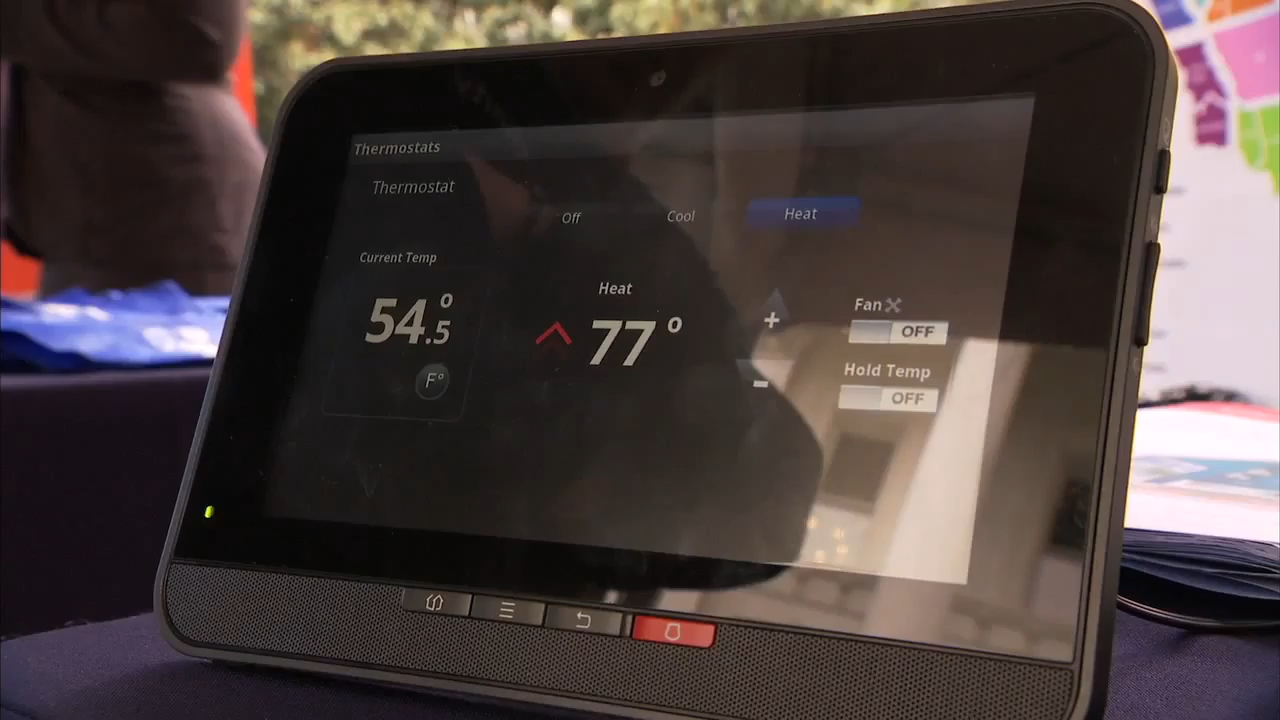 Thermostats
Thermostat
Off Cool Heat
Current Temp
54.5°
F°
Heat
77°
+
-
Fan
OFF
Hold Temp
OFF